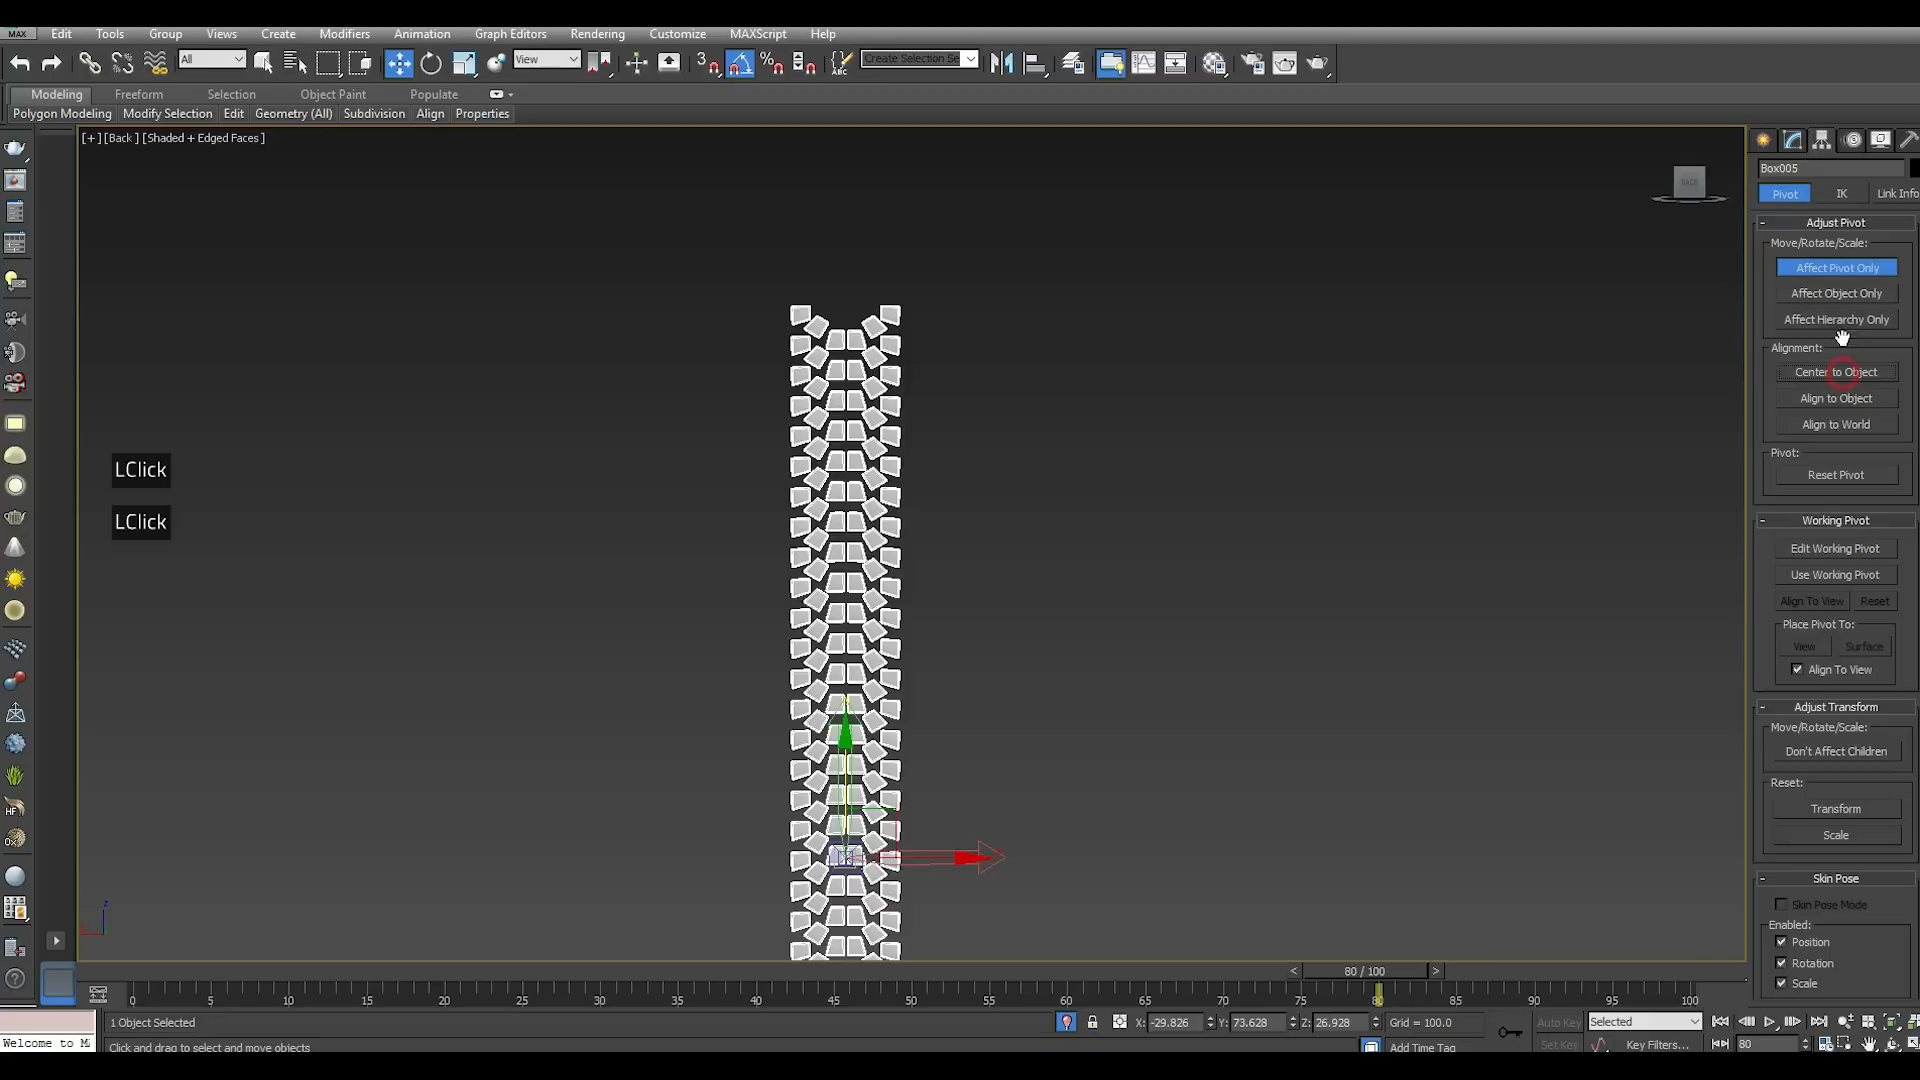 MAX Edit Tools Group Views Create Modifiers Animation Graph Editors Rendering Customize MAXScript Help
All View Create Selection Se
Modeling Freeform Selection Object Paint Populate
Polygon Modeling Modify Selection Edit Geometry (All) Subdivision Align Properties
[+] [Back ] [Shaded + Edged Faces ]
BACK
LClick
LClick
z
Box005
Pivot IK Link Info
- Adjust Pivot
Move/Rotate/Scale:
Affect Pivot Only
Affect Object Only
Affect Hierarchy Only
Alignment:
Center to Object
Align to Object
Align to World
Pivot:
Reset Pivot
- Working Pivot
Edit Working Pivot
Use Working Pivot
Align To View Reset
Place Pivot To:
View Surface
Align To View
- Adjust Transform
Move/Rotate/Scale:
Don't Affect Children
Reset:
Transform
Scale
- Skin Pose
Skin Pose Mode
Enabled:
Position
Rotation
Scale
< 80 / 100 >
0 5 10 15 20 25 30 35 40 45 50 55 60 65 70 75 80 85 90 95 100
1 Object Selected X: -29.826 Y: 73.628 Z: 26.928 Grid = 100.0 Auto Key Selected
Welcome to Click and drag to select and move objects Add Time Tag Set Key Key Filters... 80